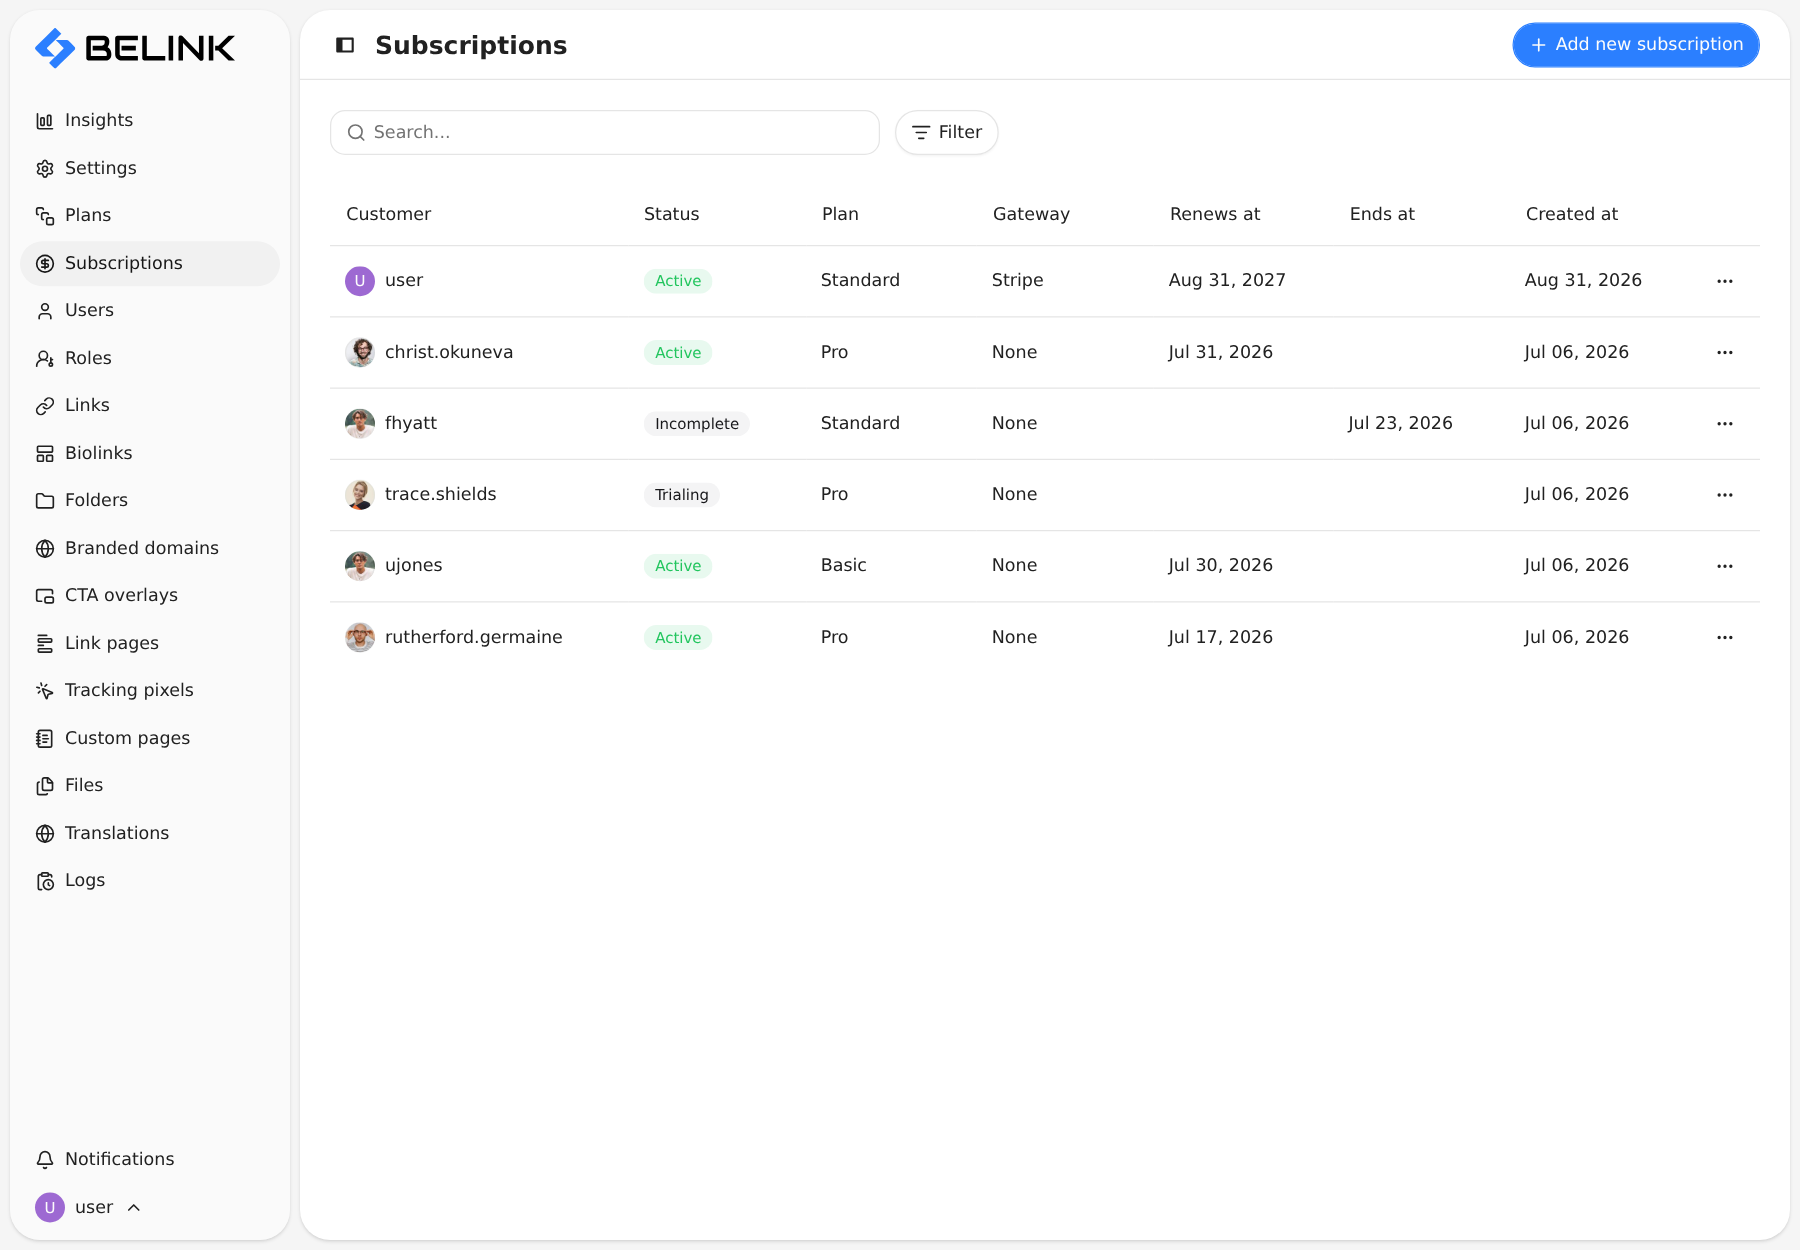 BELINK
Insights
Settings
Plans
Subscriptions
Users
Roles
Links
Biolinks
Folders
Branded domains
CTA overlays
Link pages
Tracking pixels
Custom pages
Files
Translations
Logs
Notifications
U user
Subscriptions
Add new subscription
Search...
Filter
Customer Status Plan Gateway Renews at Ends at Created at
U user Active Standard Stripe Aug 31, 2027 Aug 31, 2026
christ.okuneva Active Pro None Jul 31, 2026 Jul 06, 2026
fhyatt Incomplete Standard None Jul 23, 2026 Jul 06, 2026
trace.shields Trialing Pro None Jul 06, 2026
ujones Active Basic None Jul 30, 2026 Jul 06, 2026
rutherford.germaine Active Pro None Jul 17, 2026 Jul 06, 2026